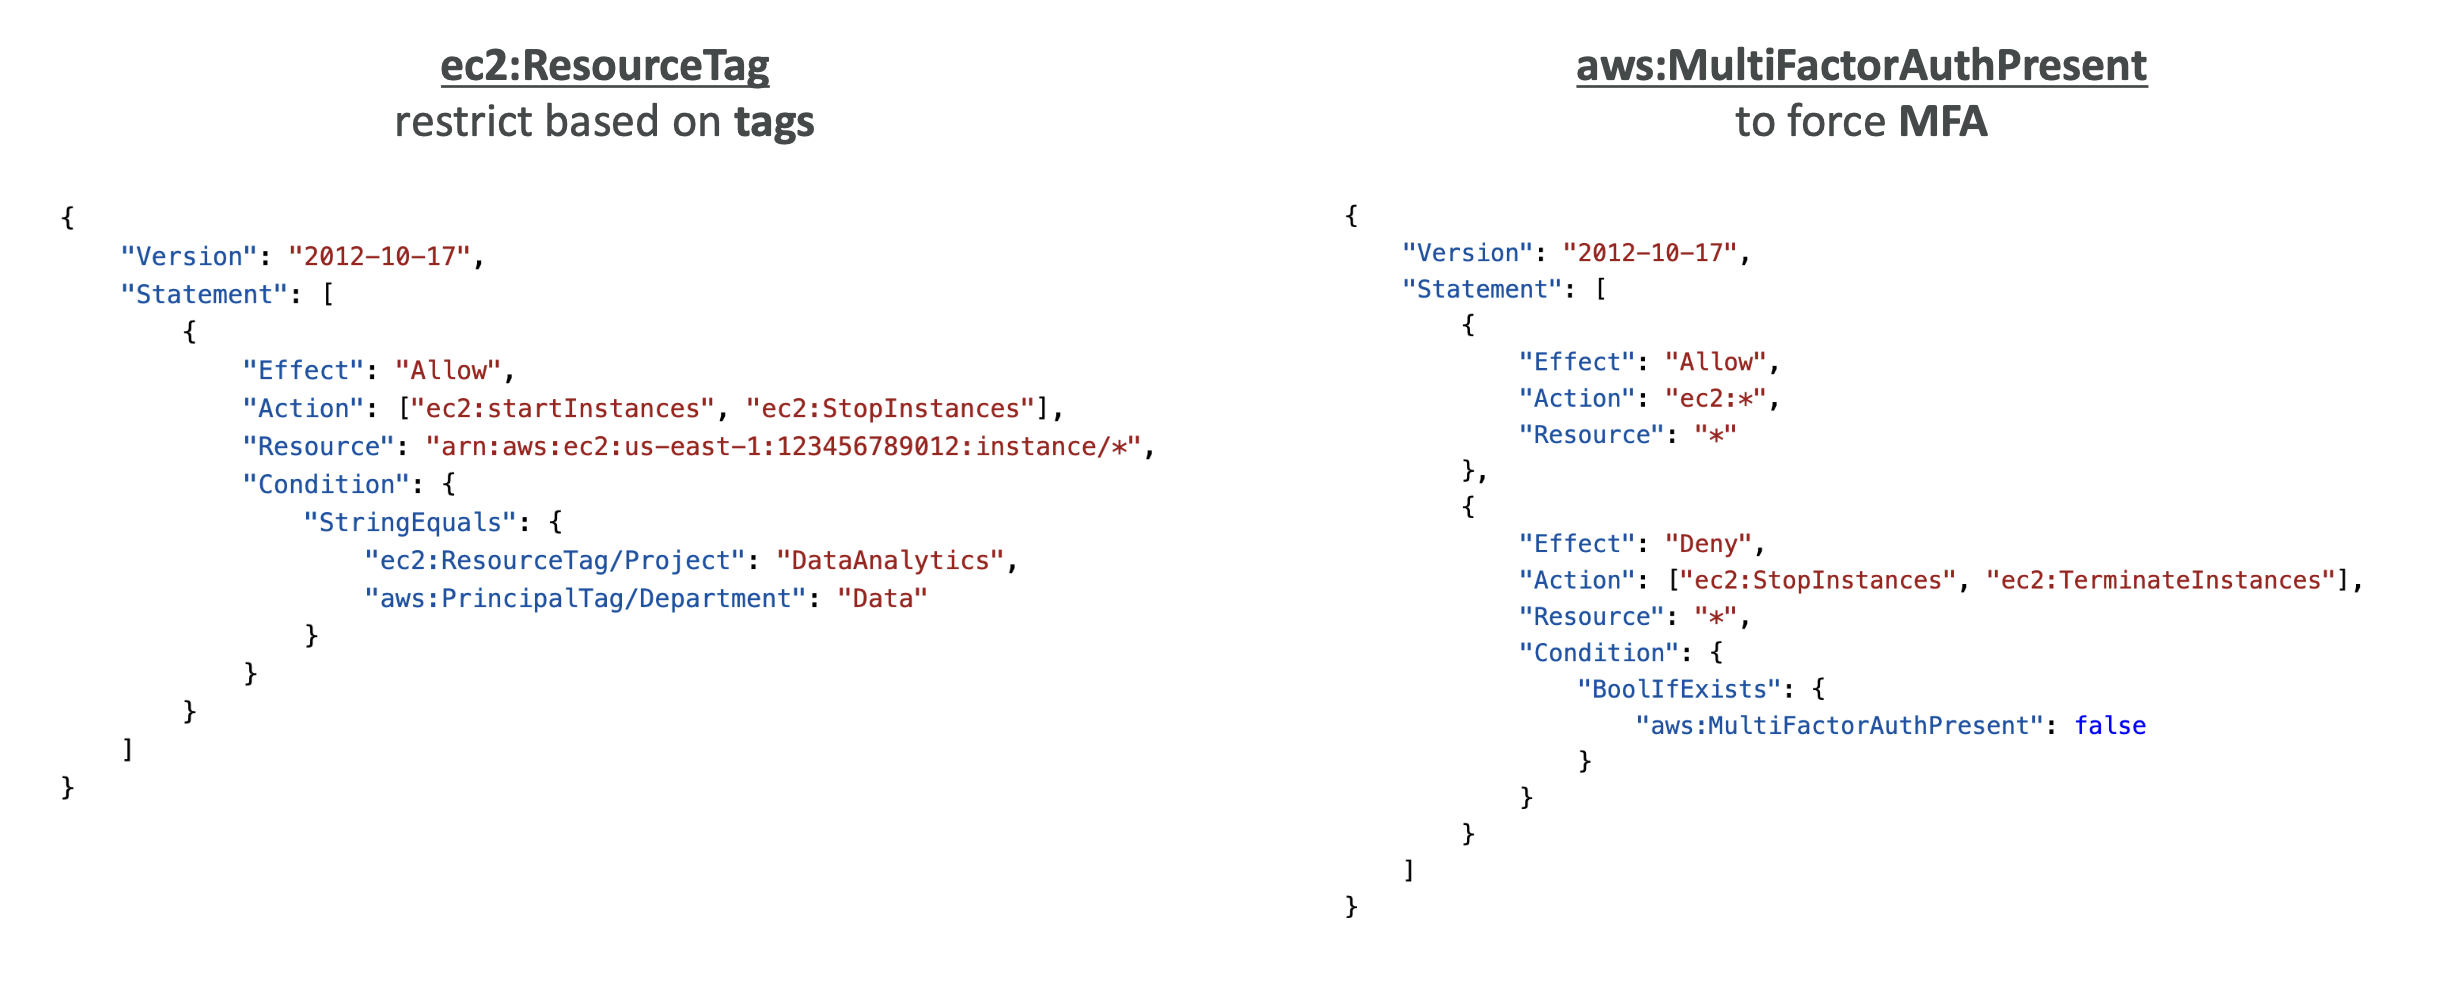 ec2:ResourceTag
restrict based on tags
{
    "Version": "2012-10-17",
    "Statement": [
        {
            "Effect": "Allow",
            "Action": ["ec2:startInstances", "ec2:StopInstances"],
            "Resource": "arn:aws:ec2:us-east-1:123456789012:instance/*",
            "Condition": {
                "StringEquals": {
                    "ec2:ResourceTag/Project": "DataAnalytics",
                    "aws:PrincipalTag/Department": "Data"
                }
            }
        }
    ]
}
aws:MultiFactorAuthPresent
to force MFA
{
    "Version": "2012-10-17",
    "Statement": [
        {
            "Effect": "Allow",
            "Action": "ec2:*",
            "Resource": "*"
        },
        {
            "Effect": "Deny",
            "Action": ["ec2:StopInstances", "ec2:TerminateInstances"],
            "Resource": "*",
            "Condition": {
                "BoolIfExists": {
                    "aws:MultiFactorAuthPresent": false
                }
            }
        }
    ]
}